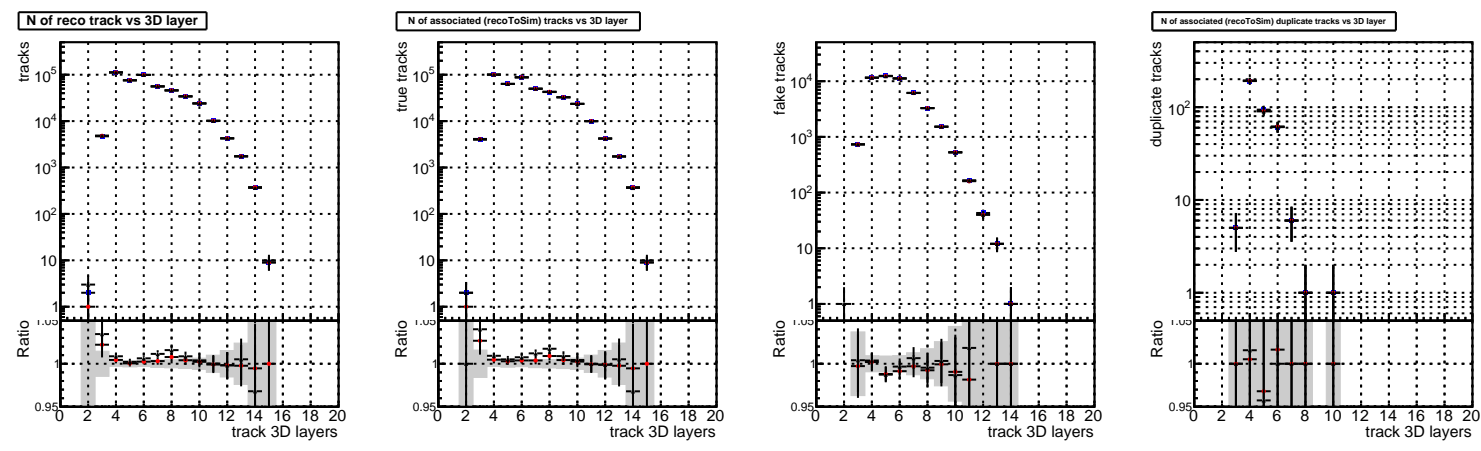 N of reco track vs 3D layer
tracks
10^5
10^4
10^3
10^2
10
1
Ratio
1.05
1
0.95
0 2 4 6 8 10 12 14 16 18 20
track 3D layers
N of associated (recoToSim) tracks vs 3D layer
true tracks
10^5
10^4
10^3
10^2
10
1
Ratio
1.05
1
0.95
0 2 4 6 8 10 12 14 16 18 20
track 3D layers
fake tracks
10^4
10^3
10^2
10
1
Ratio
1.05
1
0.95
0 2 4 6 8 10 12 14 16 18 20
track 3D layers
N of associated (recoToSim) duplicate tracks vs 3D layer
duplicate tracks
10^2
10
1
Ratio
1.05
1
0.95
0 2 4 6 8 10 12 14 16 18 20
track 3D layers